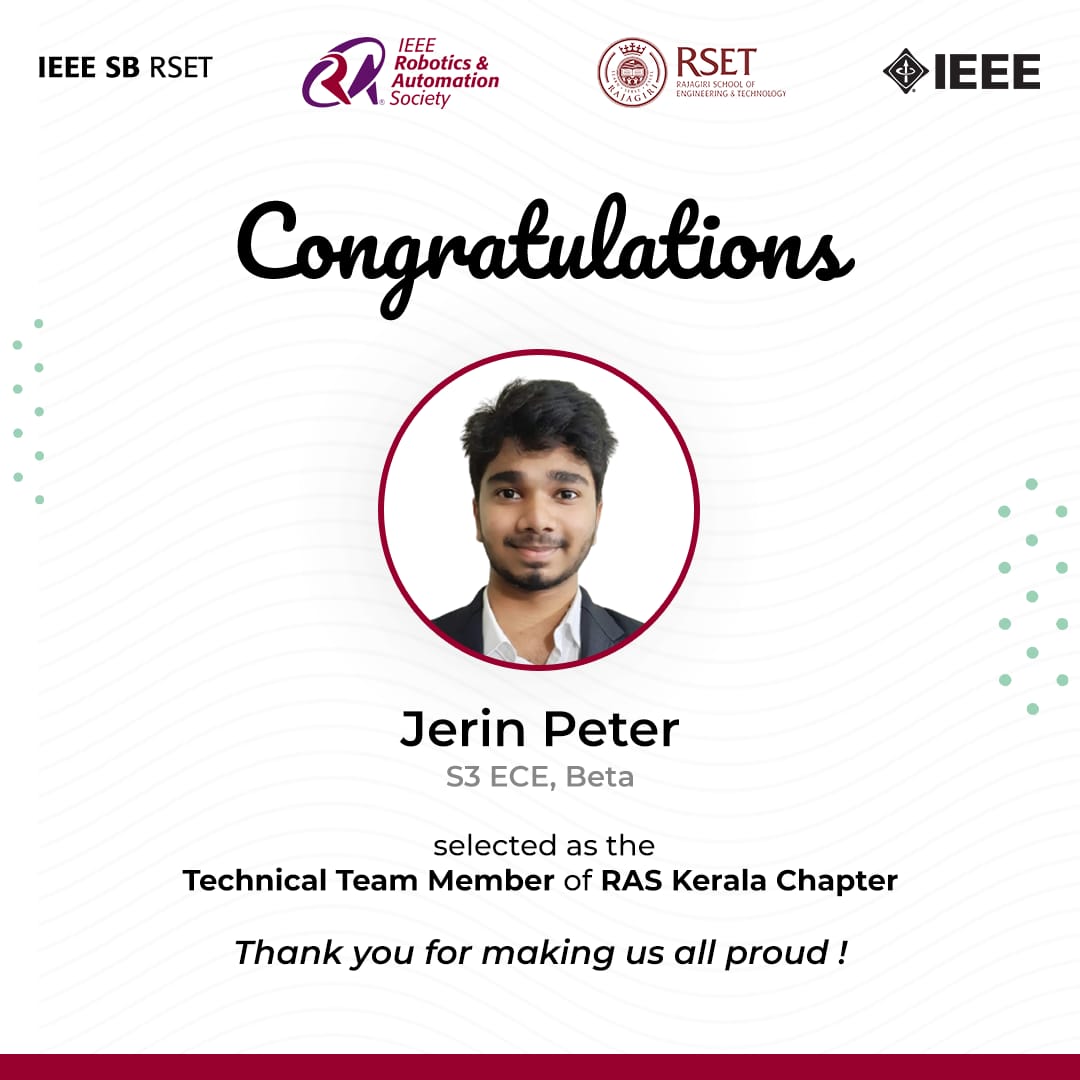 IEEE SB RSET
IEEE
Robotics &
Automation
Society
RAJAGIRI
RSET
RAJAGIRI SCHOOL OF
ENGINEERING & TECHNOLOGY
IEEE
Congratulations
Jerin Peter
S3 ECE, Beta
selected as the
Technical Team Member of RAS Kerala Chapter
Thank you for making us all proud !